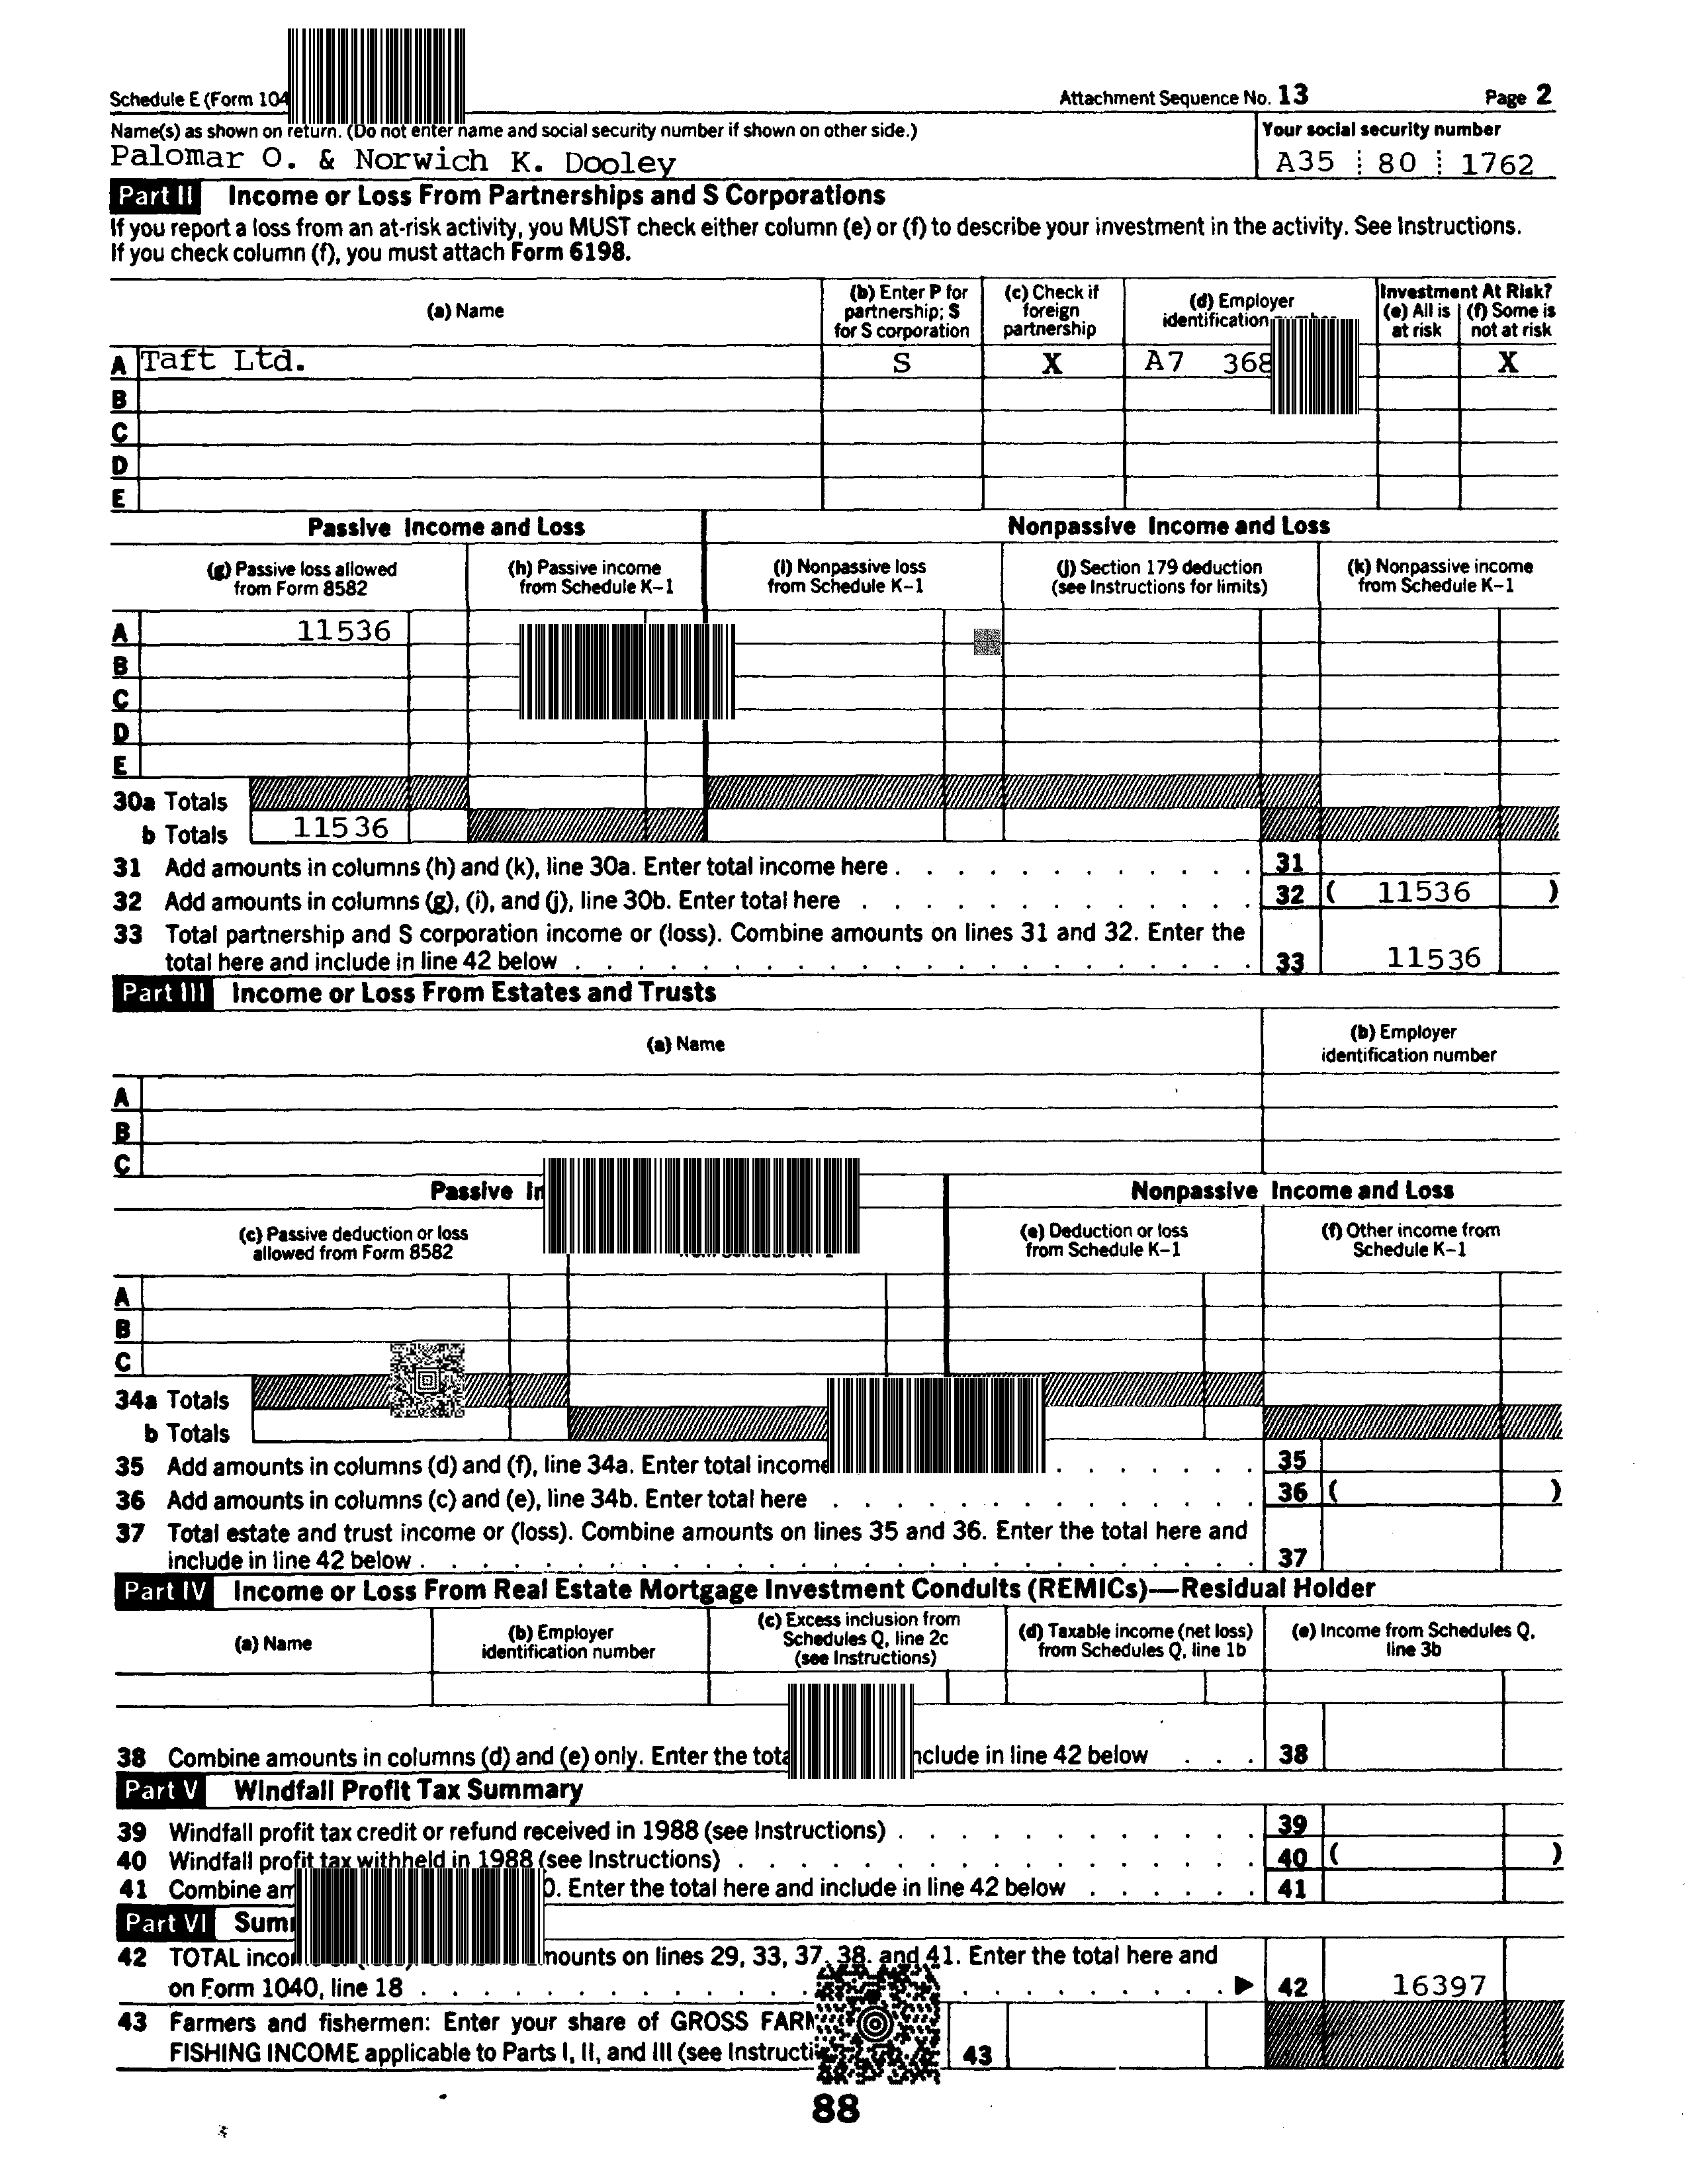 Schedule E (Form 104
Attachment Sequence No. 13
Page 2
Name(s) as shown on return. (Do not enter name and social security number if shown on other side.)
Your social security number
Palomar O. & Norwich K. Dooley
A35 80 1762
Part II Income or Loss From Partnerships and S Corporations
If you report a loss from an at-risk activity, you MUST check either column (e) or (f) to describe your investment in the activity. See Instructions.
If you check column (f), you must attach Form 6198.
(a) Name
(b) Enter P for partnership; S for S corporation
(c) Check if foreign partnership
(d) Employer identification
Investment At Risk?
(e) All is at risk
(f) Some is not at risk
A Taft Ltd. S X A7 368 X
B
C
D
E
Passive Income and Loss
Nonpassive Income and Loss
(g) Passive loss allowed from Form 8582
(h) Passive income from Schedule K-1
(i) Nonpassive loss from Schedule K-1
(j) Section 179 deduction (see Instructions for limits)
(k) Nonpassive income from Schedule K-1
A 11536
B
C
D
E
30a Totals
b Totals 11536
31 Add amounts in columns (h) and (k), line 30a. Enter total income here 31
32 Add amounts in columns (g), (i), and (j), line 30b. Enter total here 32 ( 11536 )
33 Total partnership and S corporation income or (loss). Combine amounts on lines 31 and 32. Enter the
total here and include in line 42 below 33 11536
Part III Income or Loss From Estates and Trusts
(a) Name
(b) Employer identification number
A
B
C
Passive
Nonpassive Income and Loss
(c) Passive deduction or loss allowed from Form 8582
(e) Deduction or loss from Schedule K-1
(f) Other income from Schedule K-1
A
B
C
34a Totals
b Totals
35 Add amounts in columns (d) and (f), line 34a. Enter total income 35
36 Add amounts in columns (c) and (e), line 34b. Enter total here 36 ( )
37 Total estate and trust income or (loss). Combine amounts on lines 35 and 36. Enter the total here and
include in line 42 below 37
Part IV Income or Loss From Real Estate Mortgage Investment Conduits (REMICs)—Residual Holder
(a) Name
(b) Employer identification number
(c) Excess inclusion from Schedules Q, line 2c (see Instructions)
(d) Taxable income (net loss) from Schedules Q, line 1b
(e) Income from Schedules Q, line 3b
38 Combine amounts in columns (d) and (e) only. Enter the in line 42 below 38
Part V Windfall Profit Tax Summary
39 Windfall profit tax credit or refund received in 1988 (see Instructions) 39
40 Windfall profit tax withheld in 1988 (see Instructions) 40 ( )
41 Combine Enter the total here and include in line 42 below 41
Part VI
42 TOTAL on lines 29, 33, 37, 38, and 41. Enter the total here and
on Form 1040, line 18 42 16397
43 Farmers and fishermen: Enter your share of GROSS
FISHING INCOME applicable to Parts I, II, and III (see 43
88